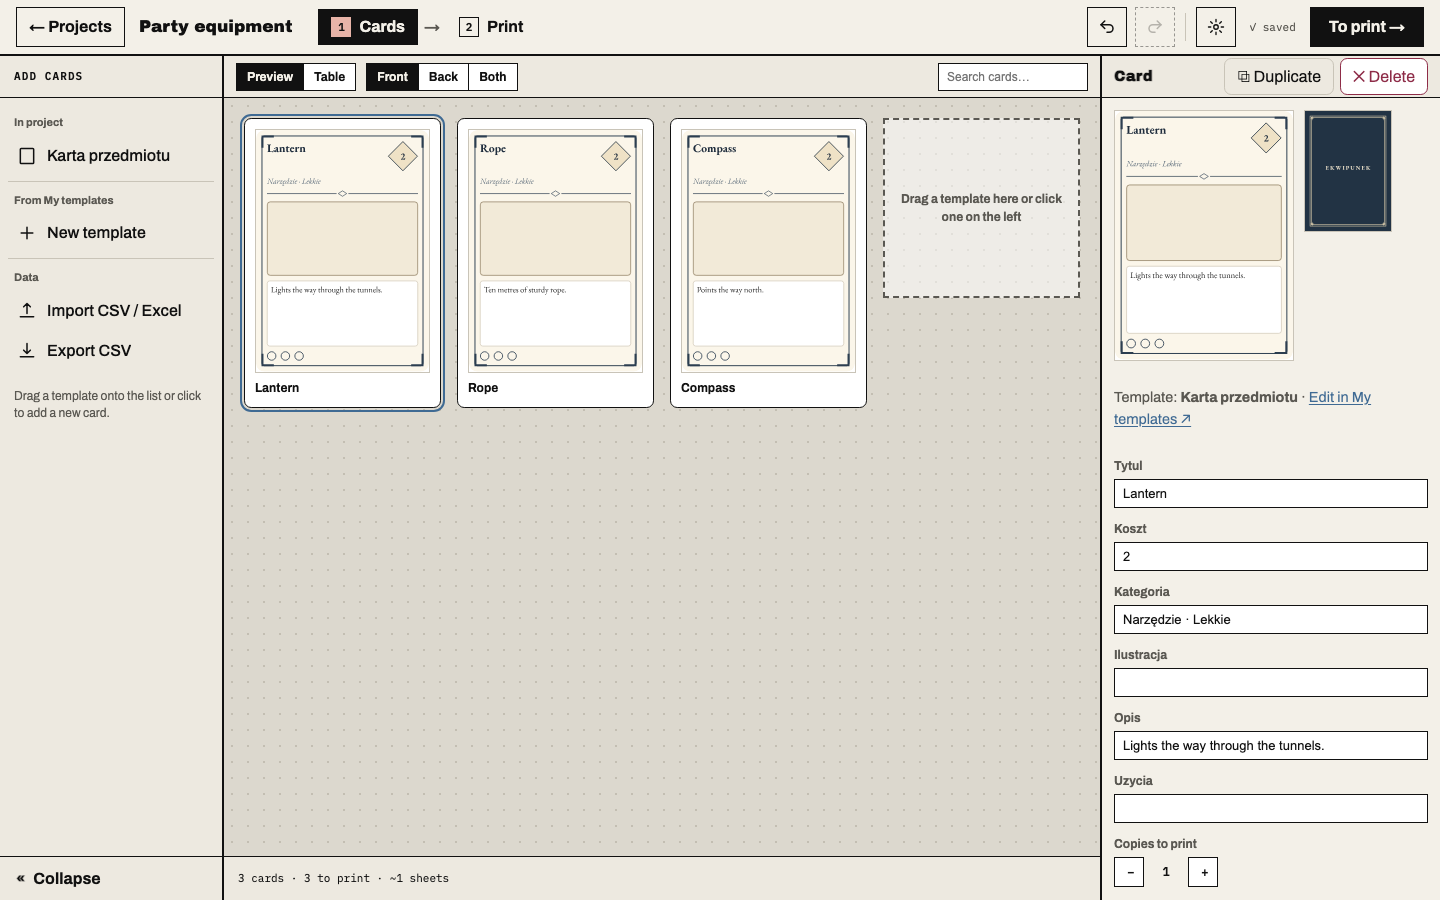 ← Projects
Party equipment
1 Cards →
2 Print
✓ saved
To print →
ADD CARDS
In project
Karta przedmiotu
From My templates
+ New template
Data
Import CSV / Excel
Export CSV
Drag a template onto the list or click
to add a new card.
« Collapse
Preview Table
Front Back Both
Search cards...
Lantern
2
Narzędzie · Lekkie
Lights the way through the tunnels.
Lantern
Rope
2
Narzędzie · Lekkie
Ten metres of sturdy rope.
Rope
Compass
2
Narzędzie · Lekkie
Points the way north.
Compass
Drag a template here or click
one on the left
3 cards · 3 to print · ~1 sheets
Card
Duplicate
Delete
Lantern
2
Narzędzie · Lekkie
Lights the way through the tunnels.
EKWIPUNEK
Template: Karta przedmiotu · Edit in My
templates ↗
Tytul
Lantern
Koszt
2
Kategoria
Narzędzie · Lekkie
Ilustracja
Opis
Lights the way through the tunnels.
Uzycia
Copies to print
− 1 +